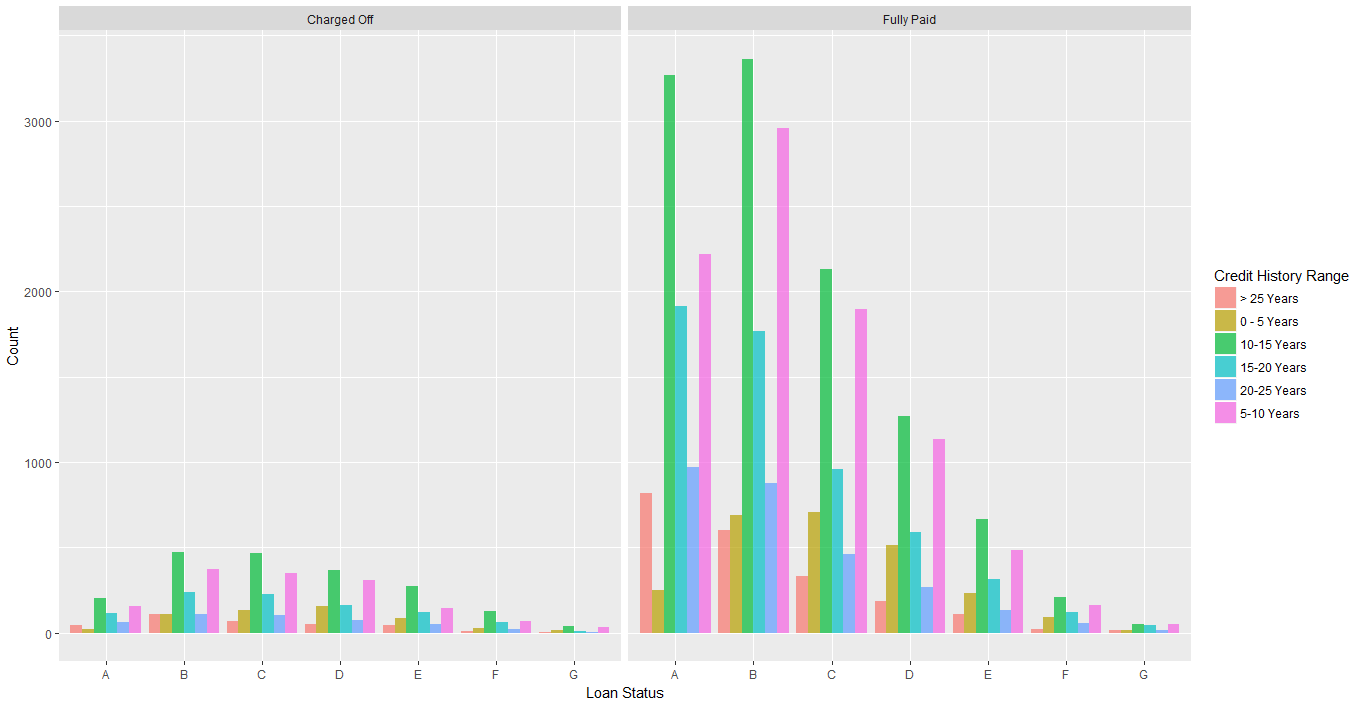 Charged Off
Fully Paid
Count
3000
2000
1000
0
A B C D E F G
A B C D E F G
Loan Status
Credit History Range
> 25 Years
0 - 5 Years
10-15 Years
15-20 Years
20-25 Years
5-10 Years